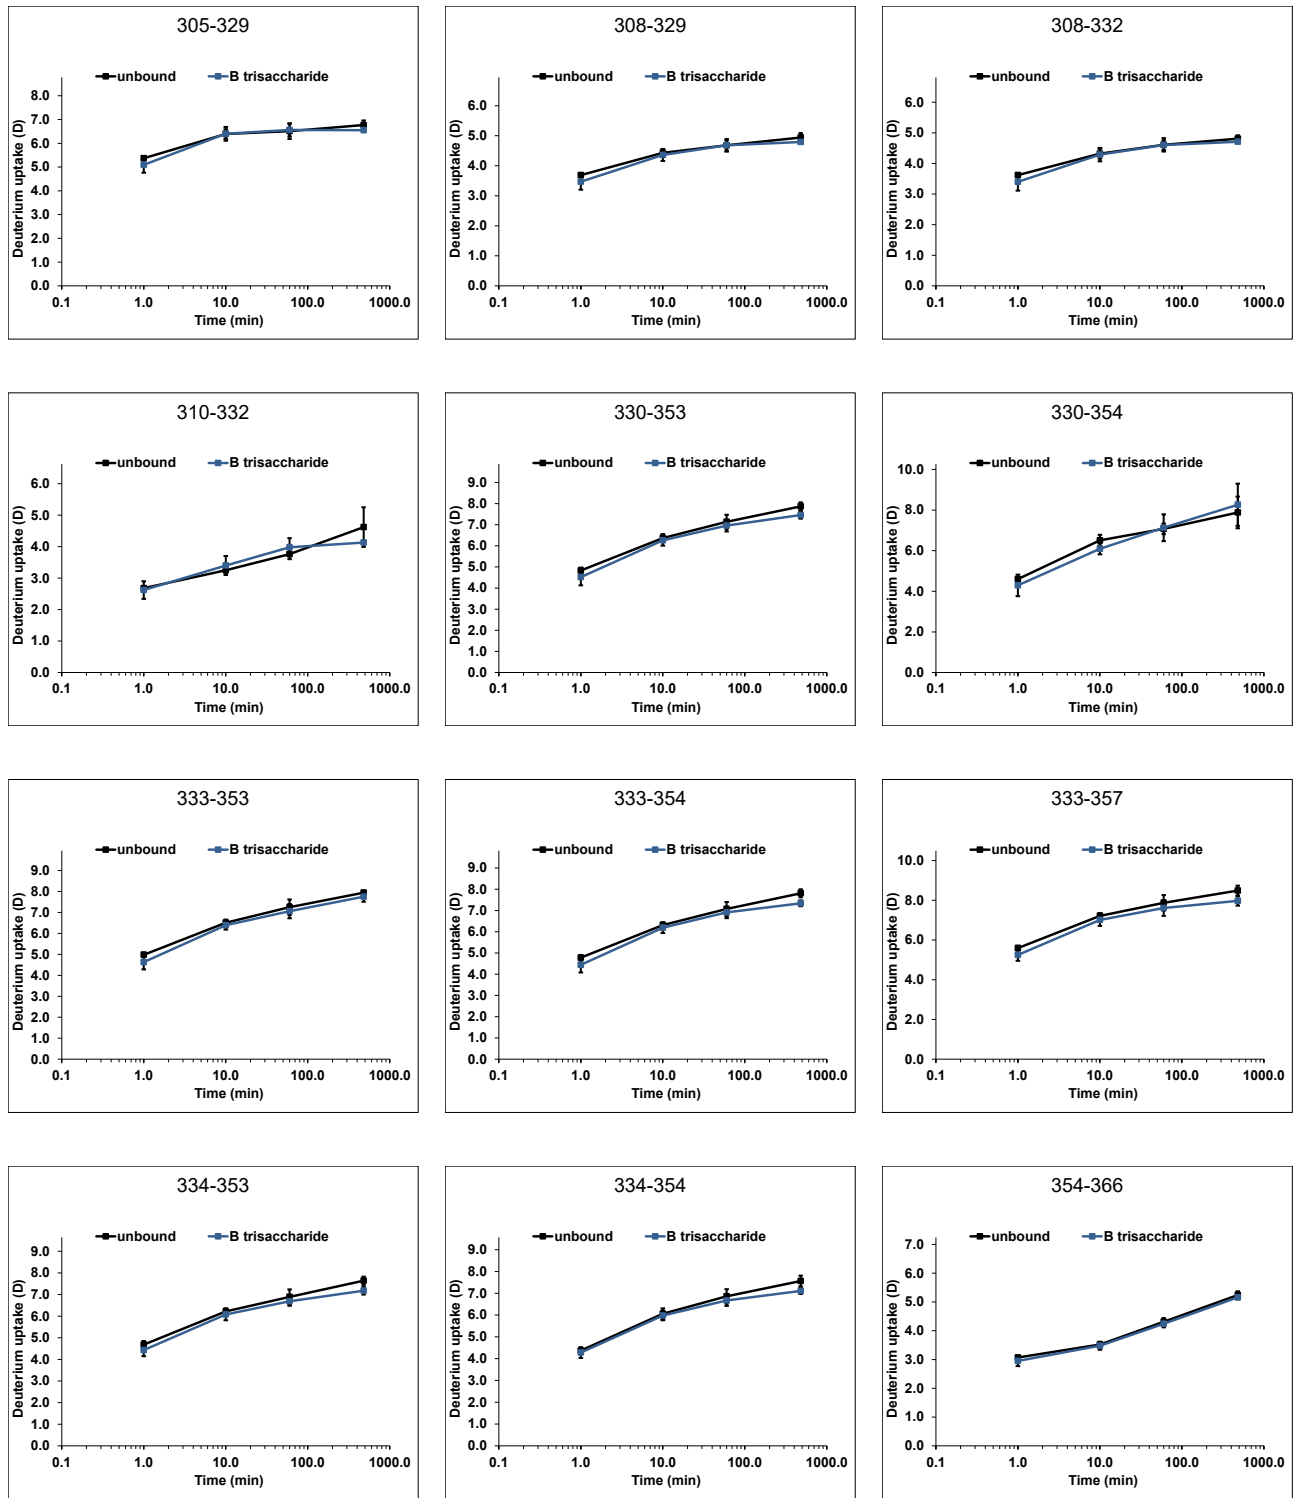 305-329
unbound B trisaccharide
Deuterium uptake (D)
8.0
7.0
6.0
5.0
4.0
3.0
2.0
1.0
0.0
0.1 1.0 10.0 100.0 1000.0
Time (min)
308-329
unbound B trisaccharide
Deuterium uptake (D)
6.0
5.0
4.0
3.0
2.0
1.0
0.0
0.1 1.0 10.0 100.0 1000.0
Time (min)
308-332
unbound B trisaccharide
Deuterium uptake (D)
6.0
5.0
4.0
3.0
2.0
1.0
0.0
0.1 1.0 10.0 100.0 1000.0
Time (min)
310-332
unbound B trisaccharide
Deuterium uptake (D)
6.0
5.0
4.0
3.0
2.0
1.0
0.0
0.1 1.0 10.0 100.0 1000.0
Time (min)
330-353
unbound B trisaccharide
Deuterium uptake (D)
9.0
8.0
7.0
6.0
5.0
4.0
3.0
2.0
1.0
0.0
0.1 1.0 10.0 100.0 1000.0
Time (min)
330-354
unbound B trisaccharide
Deuterium uptake (D)
10.0
8.0
6.0
4.0
2.0
0.0
0.1 1.0 10.0 100.0 1000.0
Time (min)
333-353
unbound B trisaccharide
Deuterium uptake (D)
9.0
8.0
7.0
6.0
5.0
4.0
3.0
2.0
1.0
0.0
0.1 1.0 10.0 100.0 1000.0
Time (min)
333-354
unbound B trisaccharide
Deuterium uptake (D)
9.0
8.0
7.0
6.0
5.0
4.0
3.0
2.0
1.0
0.0
0.1 1.0 10.0 100.0 1000.0
Time (min)
333-357
unbound B trisaccharide
Deuterium uptake (D)
10.0
8.0
6.0
4.0
2.0
0.0
0.1 1.0 10.0 100.0 1000.0
Time (min)
334-353
unbound B trisaccharide
Deuterium uptake (D)
9.0
8.0
7.0
6.0
5.0
4.0
3.0
2.0
1.0
0.0
0.1 1.0 10.0 100.0 1000.0
Time (min)
334-354
unbound B trisaccharide
Deuterium uptake (D)
9.0
8.0
7.0
6.0
5.0
4.0
3.0
2.0
1.0
0.0
0.1 1.0 10.0 100.0 1000.0
Time (min)
354-366
unbound B trisaccharide
Deuterium uptake (D)
7.0
6.0
5.0
4.0
3.0
2.0
1.0
0.0
0.1 1.0 10.0 100.0 1000.0
Time (min)